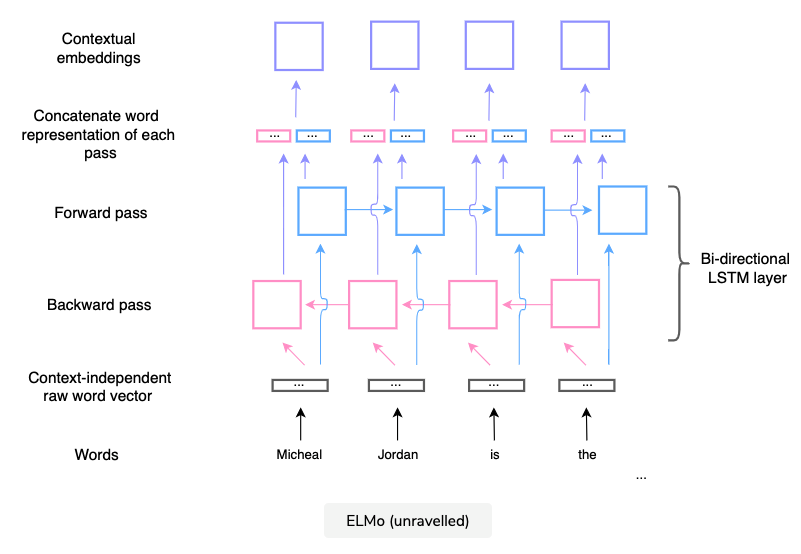 Contextual
embeddings
Concatenate word
representation of each
pass
... ... ... ... ... ... ... ...
Forward pass
Bi-directional
LSTM layer
Backward pass
Context-independent
raw word vector
... ... ... ...
Words
Micheal Jordan is the
...
ELMo (unravelled)